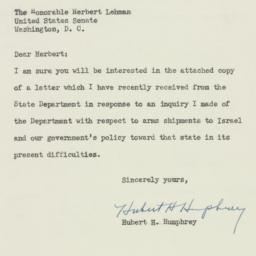 The Honorable Herbert Lehman
United States Senate
Washington, D. C.
Dear Herbert:
I am sure you will be interested in the attached copy
of a letter which I have recently received from the
State Department in response to an inquiry I made of
the Department with respect to arms shipments to Israel
and our government's policy toward that state in its
present difficulties.
Sincerely yours,
Hubert H Humphrey
Hubert H. Humphrey